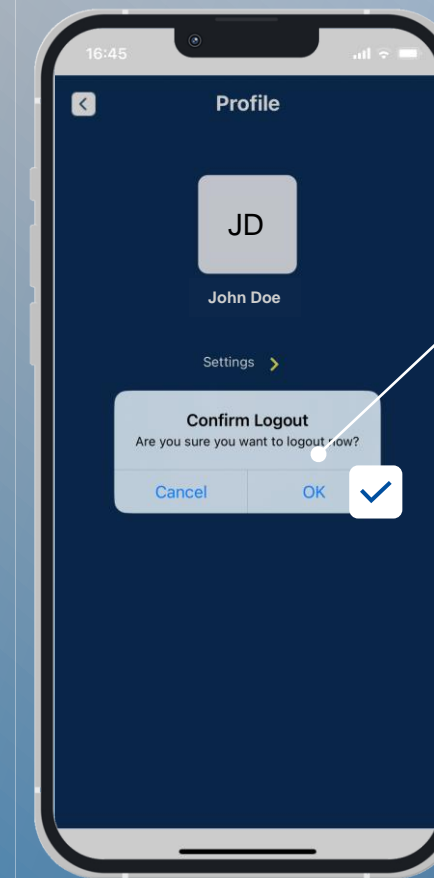 16:45
Profile
JD
John Doe
Settings
Confirm Logout
Are you sure you want to logout now?
Cancel OK